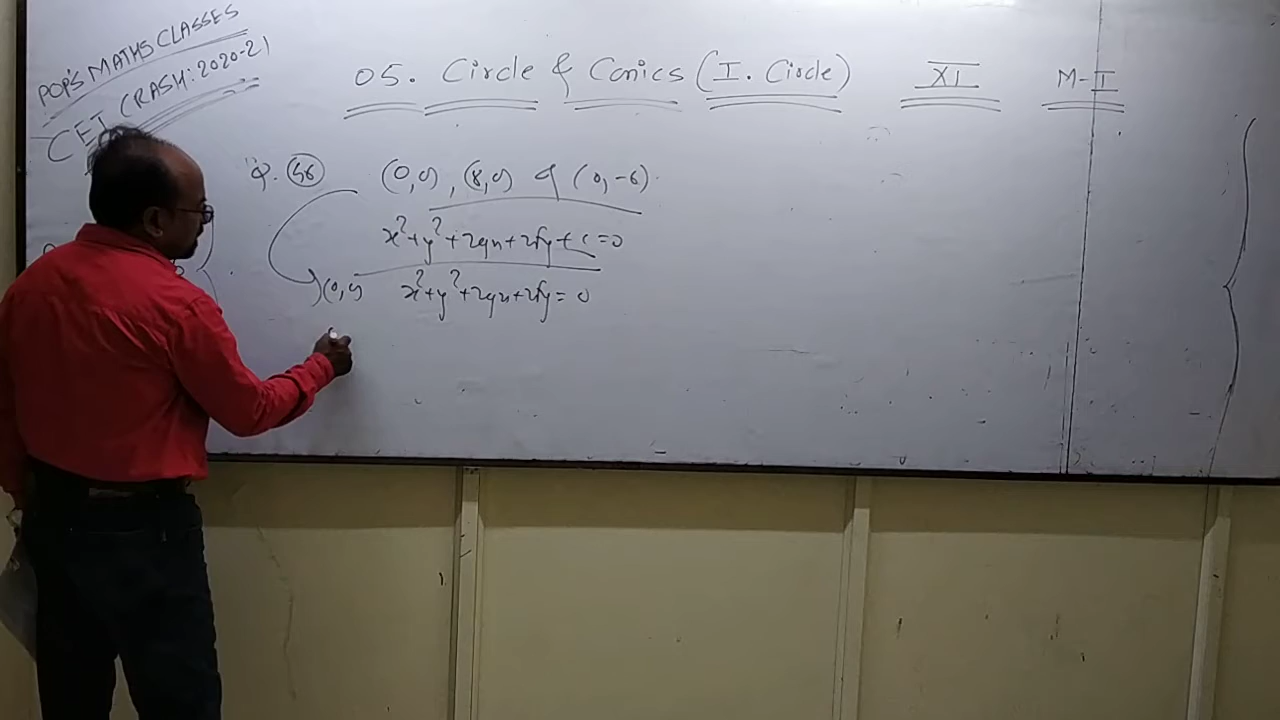 POP'S MATHS CLASSES
CET CRASH: 2020-21
05. Circle & Conics (I. Circle) XI M-II
Q. 56 (0,0), (8,0) & (0,-6).
x²+y²+2gx+2fy+c=0
(0,0) x²+y²+2gx+2fy=0